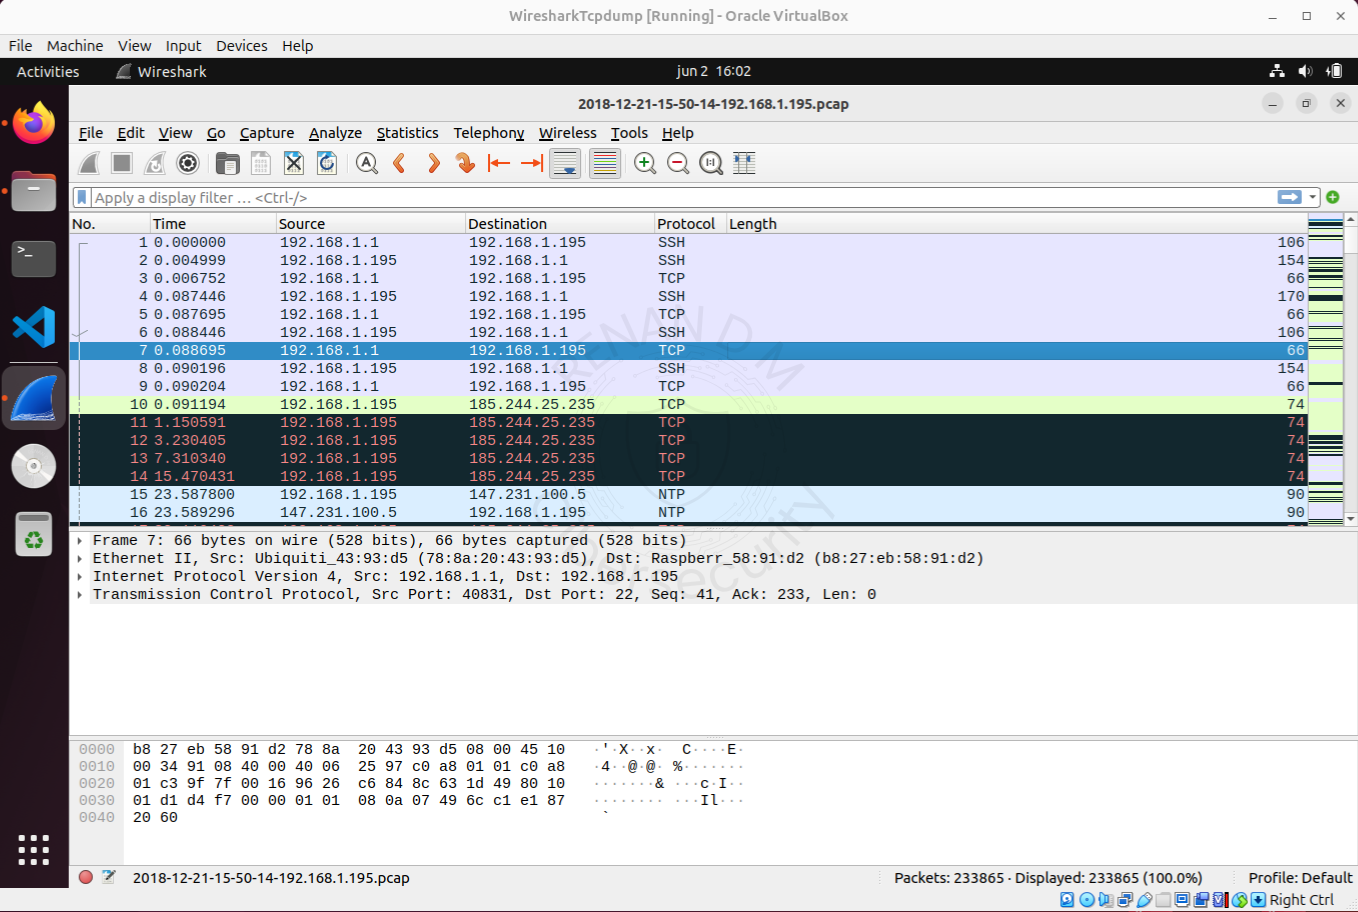 WiresharkTcpdump [Running] - Oracle VirtualBox
File Machine View Input Devices Help
Activities Wireshark jun 2 16:02
2018-12-21-15-50-14-192.168.1.195.pcap
File Edit View Go Capture Analyze Statistics Telephony Wireless Tools Help
Apply a display filter … <Ctrl-/>
No. Time Source Destination Protocol Length
1 0.000000 192.168.1.1 192.168.1.195 SSH 106
2 0.004999 192.168.1.195 192.168.1.1 SSH 154
3 0.006752 192.168.1.1 192.168.1.195 TCP 66
4 0.087446 192.168.1.195 192.168.1.1 SSH 170
5 0.087695 192.168.1.1 192.168.1.195 TCP 66
6 0.088446 192.168.1.195 192.168.1.1 SSH 106
7 0.088695 192.168.1.1 192.168.1.195 TCP 66
8 0.090196 192.168.1.195 192.168.1.1 SSH 154
9 0.090204 192.168.1.1 192.168.1.195 TCP 66
10 0.091194 192.168.1.195 185.244.25.235 TCP 74
11 1.150591 192.168.1.195 185.244.25.235 TCP 74
12 3.230405 192.168.1.195 185.244.25.235 TCP 74
13 7.310340 192.168.1.195 185.244.25.235 TCP 74
14 15.470431 192.168.1.195 185.244.25.235 TCP 74
15 23.587800 192.168.1.195 147.231.100.5 NTP 90
16 23.589296 147.231.100.5 192.168.1.195 NTP 90
RENAN D M
Cybersecurity
Frame 7: 66 bytes on wire (528 bits), 66 bytes captured (528 bits)
Ethernet II, Src: Ubiquiti_43:93:d5 (78:8a:20:43:93:d5), Dst: Raspberr_58:91:d2 (b8:27:eb:58:91:d2)
Internet Protocol Version 4, Src: 192.168.1.1, Dst: 192.168.1.195
Transmission Control Protocol, Src Port: 40831, Dst Port: 22, Seq: 41, Ack: 233, Len: 0
0000 b8 27 eb 58 91 d2 78 8a 20 43 93 d5 08 00 45 10 ·'·X··x· C····E·
0010 00 34 91 08 40 00 40 06 25 97 c0 a8 01 01 c0 a8 ·4··@·@· %·······
0020 01 c3 9f 7f 00 16 96 26 c6 84 8c 63 1d 49 80 10 ·······& ···c·I··
0030 01 d1 d4 f7 00 00 01 01 08 0a 07 49 6c c1 e1 87 ········ ···Il···
0040 20 60 `
2018-12-21-15-50-14-192.168.1.195.pcap Packets: 233865 · Displayed: 233865 (100.0%) Profile: Default
Right Ctrl